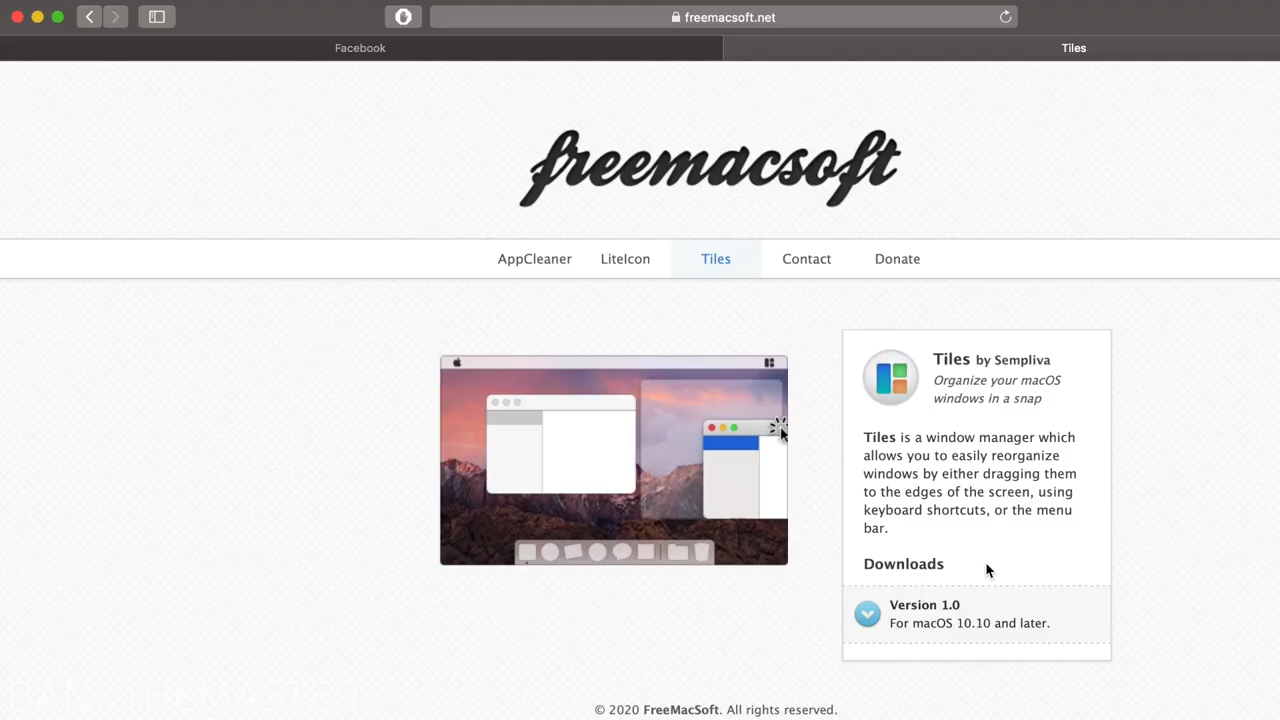 freemacsoft.net
Facebook
Tiles
freemacsoft
AppCleaner
LiteIcon
Tiles
Contact
Donate
Tiles by Sempliva
Organize your macOS
windows in a snap
Tiles is a window manager which
allows you to easily reorganize
windows by either dragging them
to the edges of the screen, using
keyboard shortcuts, or the menu
bar.
Downloads
Version 1.0
For macOS 10.10 and later.
BANKTHEMASTER
© 2020 FreeMacSoft. All rights reserved.